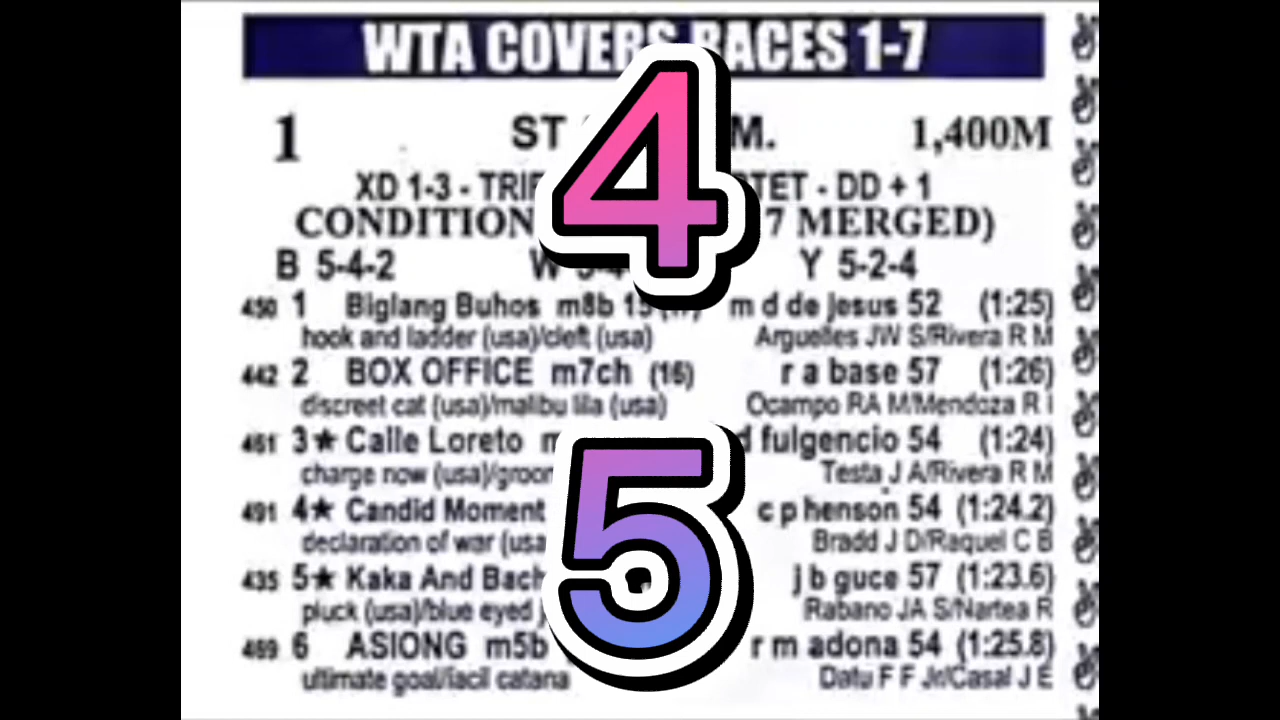 WTA COVERS RACES 1-7
4
1 ST M. 1,400M
XD 1-3 - DD + 1
CONDITION 7 MERGED)
B 5-4-2 Y 5-2-4
450 1 Biglang Buhos m8b m d de jesus 52 (1:25)
hook and ladder (usa)/cleft (usa) Arguelles JW S/Rivera R M
442 2 BOX OFFICE m7ch (16) r a base 57 (1:26)
discreet cat (usa)/malibu lila (usa) Ocampo RA M/Mendoza R I
461 3★ Calle Loreto fulgencio 54 (1:24)
charge now (usa)/groom Testa J A/Rivera R M
5
491 4★ Candid Moment c p henson 54 (1:24.2)
declaration of war (usa Bradd J D/Raquel C B
435 5★ Kaka And Bach j b guce 57 (1:23.6)
pluck (usa)/blue eyed Rabano JA S/Nartea R
469 6 ASIONG m5b r m adona 54 (1:25.8)
ultimate goal/lacil catana Datu F F Jr/Casal J E